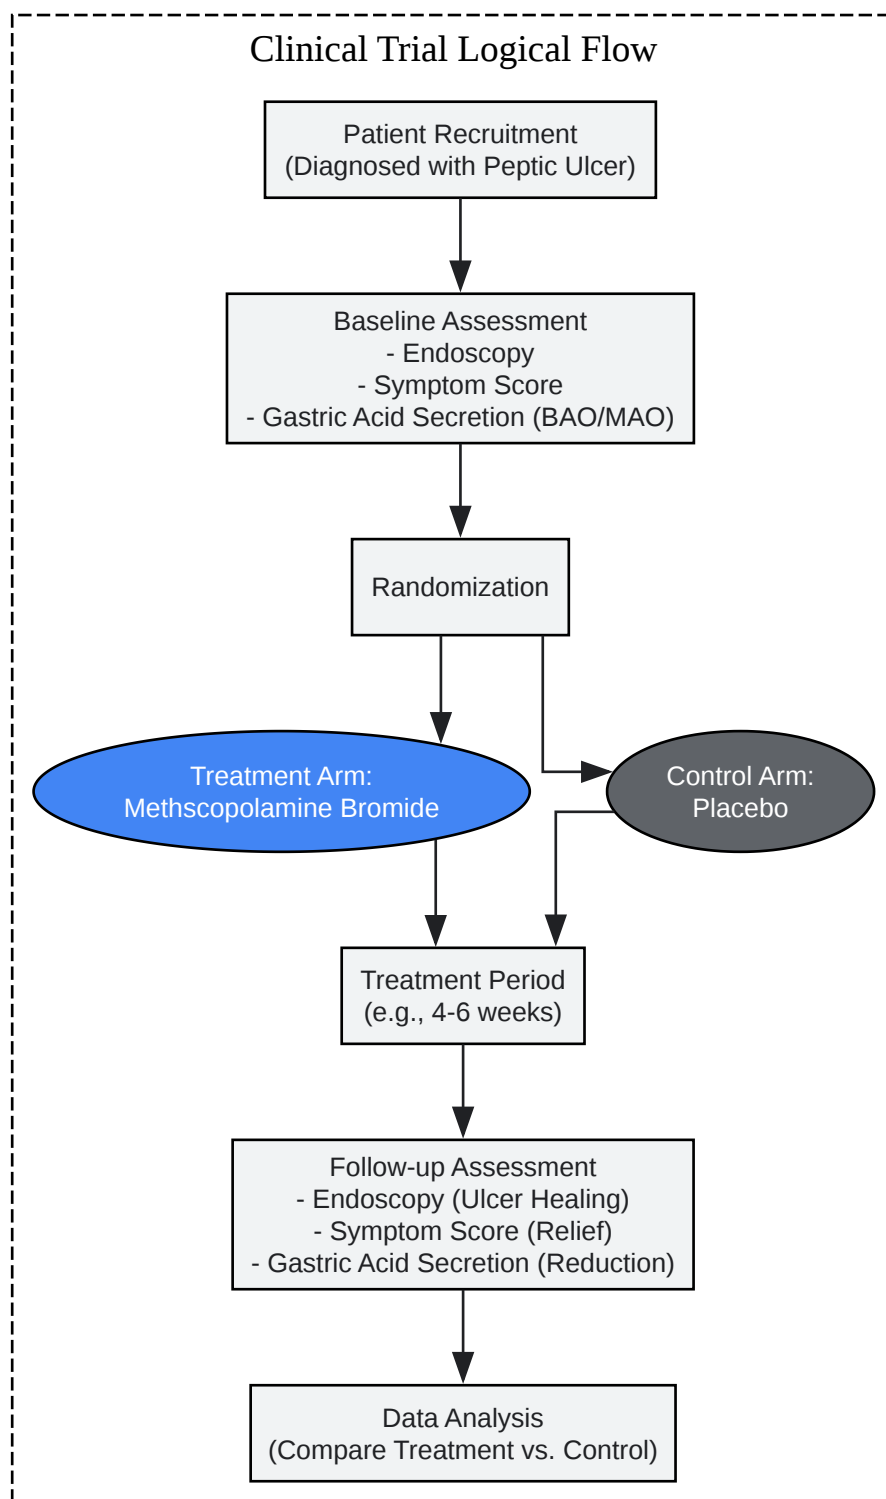 Clinical Trial Logical Flow
Patient Recruitment
(Diagnosed with Peptic Ulcer)
Baseline Assessment
- Endoscopy
- Symptom Score
- Gastric Acid Secretion (BAO/MAO)
Randomization
Treatment Arm:
Methscopolamine Bromide
Control Arm:
Placebo
Treatment Period
(e.g., 4-6 weeks)
Follow-up Assessment
- Endoscopy (Ulcer Healing)
- Symptom Score (Relief)
- Gastric Acid Secretion (Reduction)
Data Analysis
(Compare Treatment vs. Control)